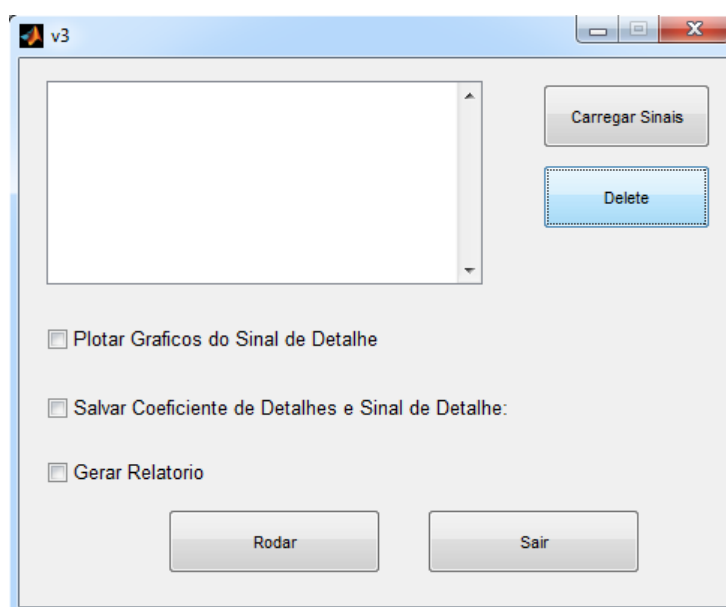 v3
Carregar Sinais
Delete
Plotar Graficos do Sinal de Detalhe
Salvar Coeficiente de Detalhes e Sinal de Detalhe:
Gerar Relatorio
Rodar
Sair